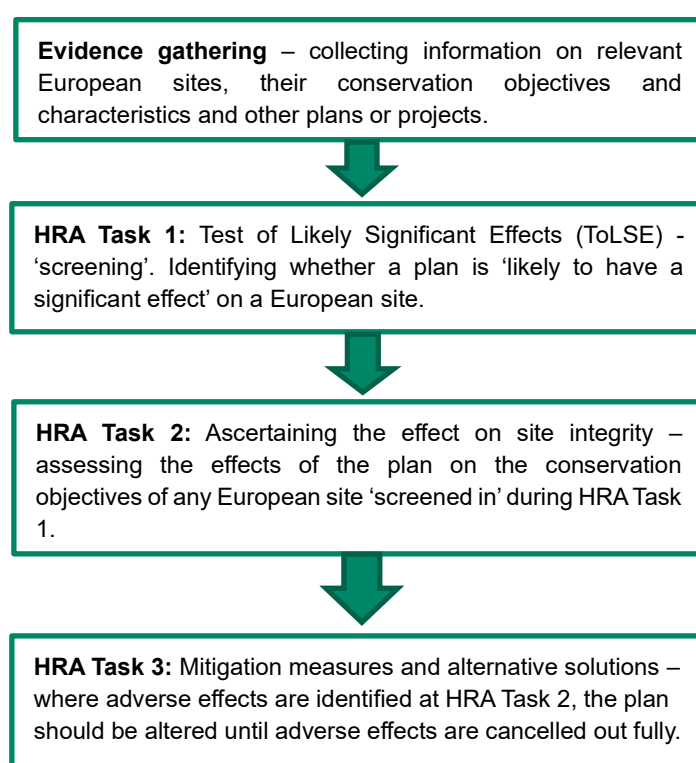 Evidence gathering – collecting information on relevant
European sites, their conservation objectives and
characteristics and other plans or projects.
HRA Task 1: Test of Likely Significant Effects (ToLSE) -
‘screening’. Identifying whether a plan is ‘likely to have a
significant effect’ on a European site.
HRA Task 2: Ascertaining the effect on site integrity –
assessing the effects of the plan on the conservation
objectives of any European site ‘screened in’ during HRA Task
1.
HRA Task 3: Mitigation measures and alternative solutions –
where adverse effects are identified at HRA Task 2, the plan
should be altered until adverse effects are cancelled out fully.